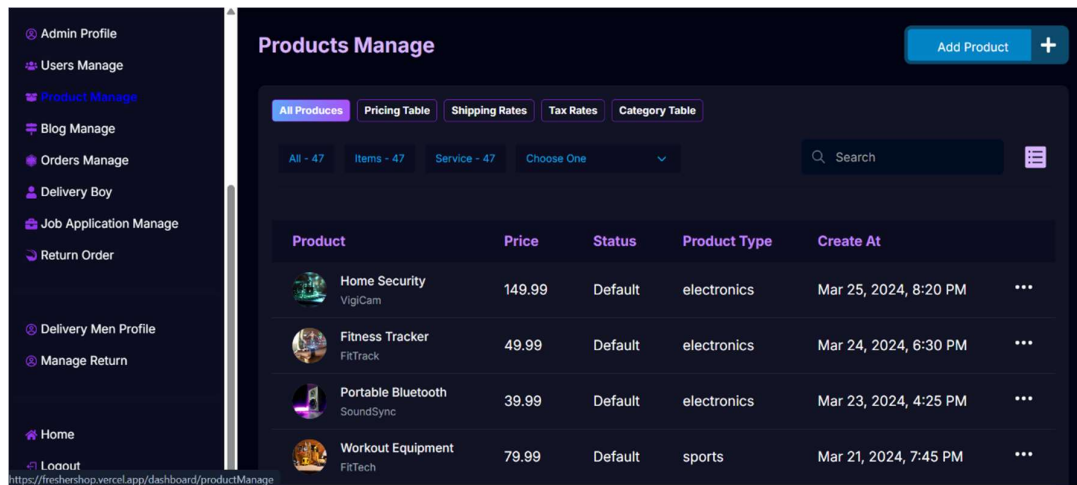 Admin Profile
Users Manage
Product Manage
Blog Manage
Orders Manage
Delivery Boy
Job Application Manage
Return Order
Delivery Men Profile
Manage Return
Home
Logout
https://freshershop.vercel.app/dashboard/productManage
Products Manage
Add Product +
All Produces Pricing Table Shipping Rates Tax Rates Category Table
All - 47 Items - 47 Service - 47 Choose One Search
Product Price Status Product Type Create At
Home Security 149.99 Default electronics Mar 25, 2024, 8:20 PM
VigiCam
Fitness Tracker 49.99 Default electronics Mar 24, 2024, 6:30 PM
FitTrack
Portable Bluetooth 39.99 Default electronics Mar 23, 2024, 4:25 PM
SoundSync
Workout Equipment 79.99 Default sports Mar 21, 2024, 7:45 PM
FitTech